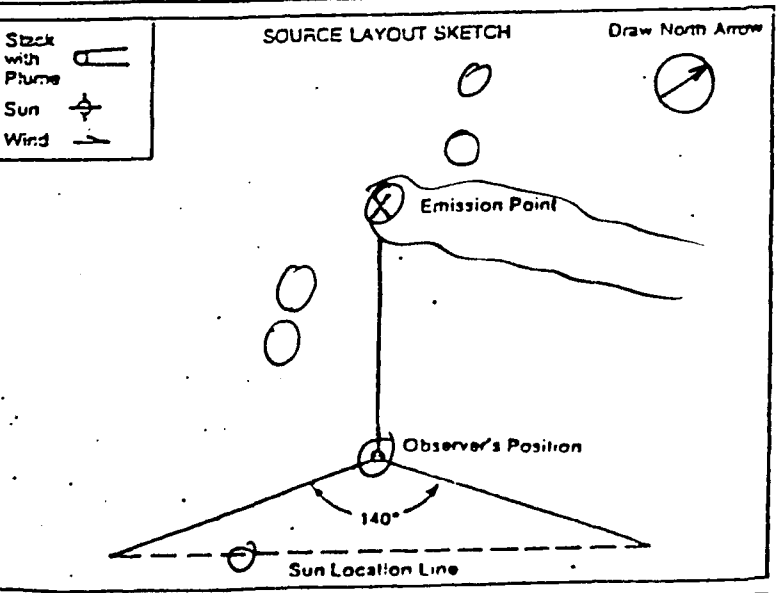 SOURCE LAYOUT SKETCH
Draw North Arrow
Stack
with
Plume
Sun
Wind
Emission Point
Observer's Position
140°
Sun Location Line